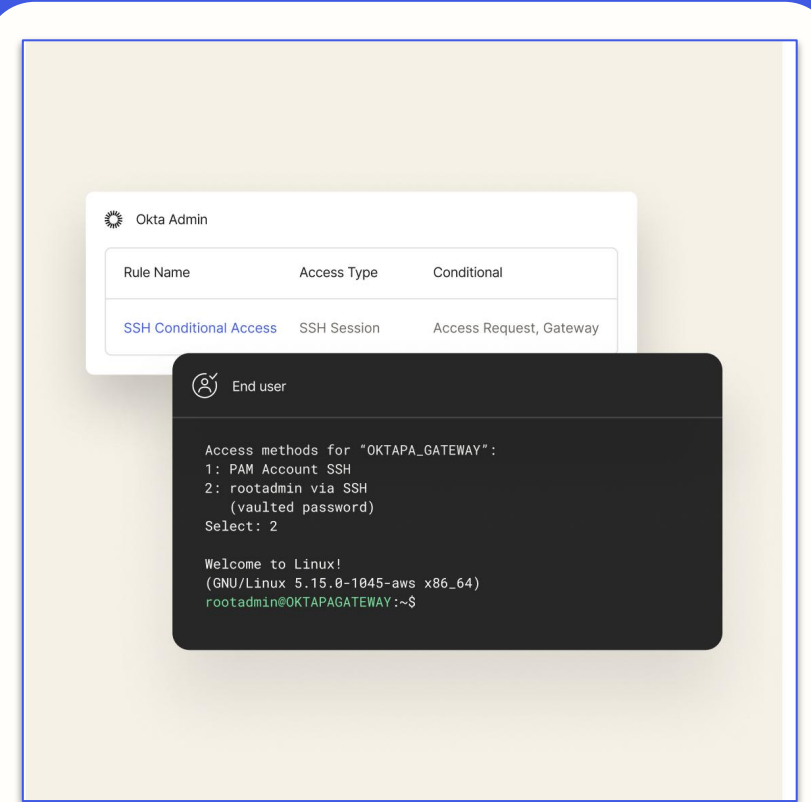 Okta Admin
Rule Name Access Type Conditional
SSH Conditional Access SSH Session Access Request, Gateway
End user
Access methods for “OKTAPA_GATEWAY”:
1: PAM Account SSH
2: rootadmin via SSH
(vaulted password)
Select: 2
Welcome to Linux!
(GNU/Linux 5.15.0-1045-aws x86_64)
rootadmin@OKTAPAGATEWAY:~$